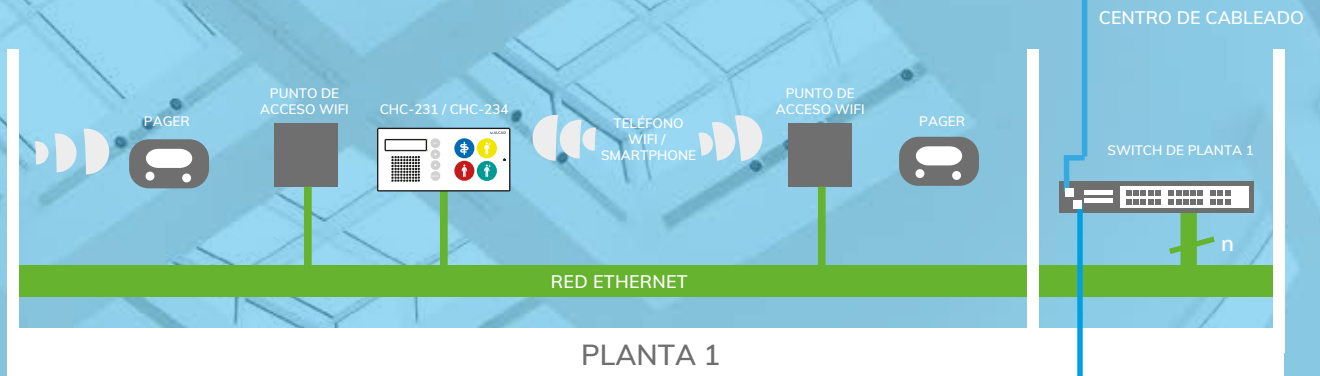 CENTRO DE CABLEADO
PUNTO DE
ACCESO WIFI
CHC-231 / CHC-234
PUNTO DE
ACCESO WIFI
PAGER
TELÉFONO
WIFI /
SMARTPHONE
PAGER
SWITCH DE PLANTA 1
n
RED ETHERNET
PLANTA 1